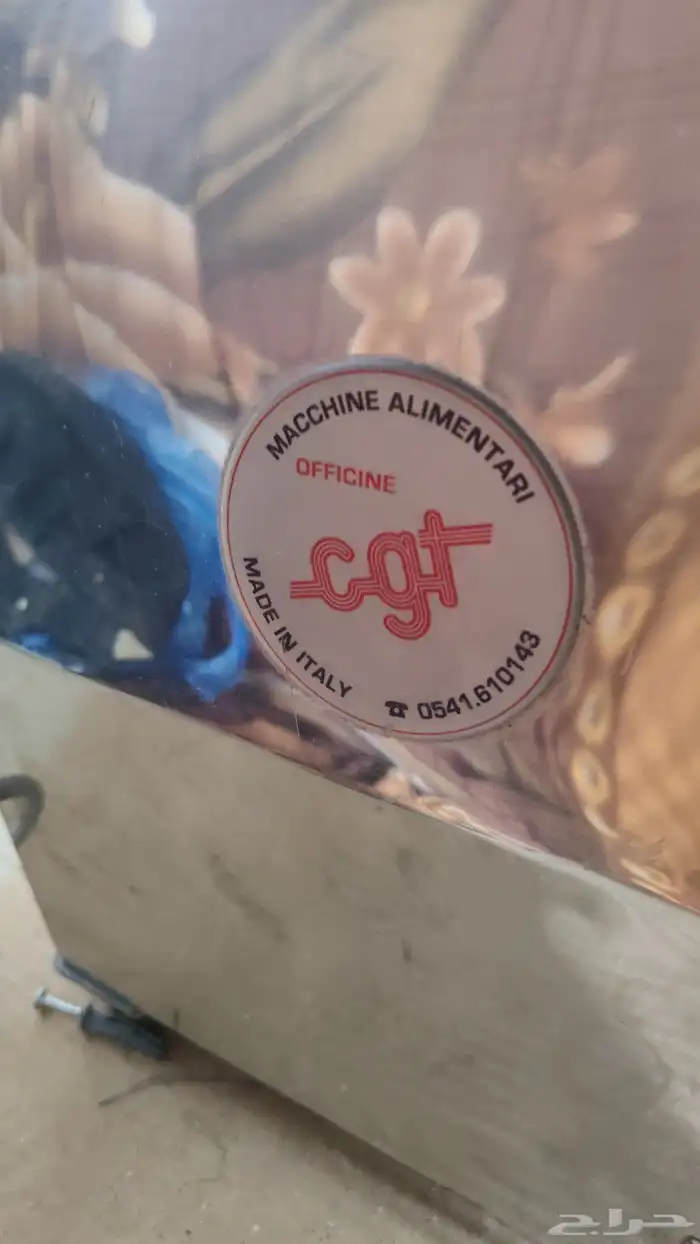 MACCHINE ALIMENTARI
OFFICINE
cgt
MADE IN ITALY
☎ 0541.610143
حراج